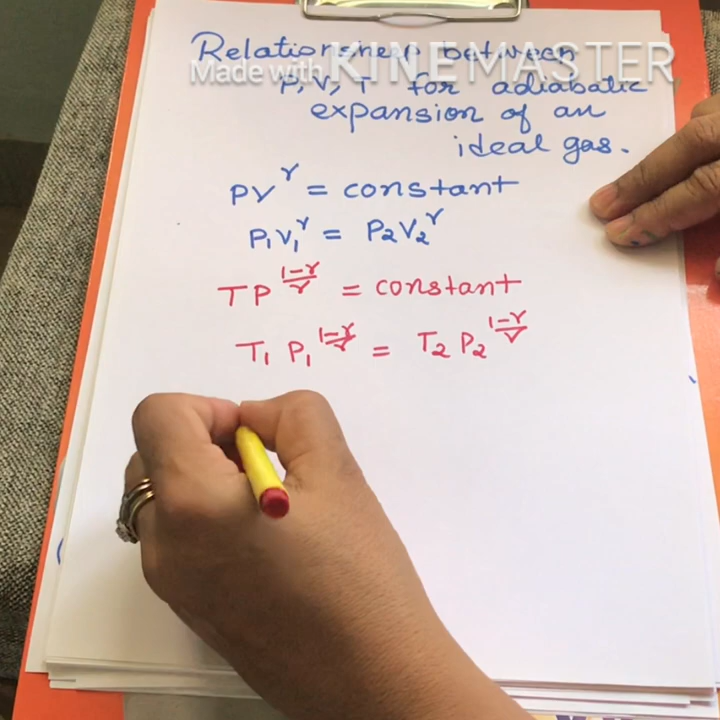 Relationship between
Made with KINEMASTER
P, V, T for adiabatic
expansion of an
ideal gas.
PV^γ = constant
P₁V₁^γ = P₂V₂^γ
TP^(1-γ)/γ = constant
T₁ P₁^(1-γ)/γ = T₂ P₂^(1-γ)/γ